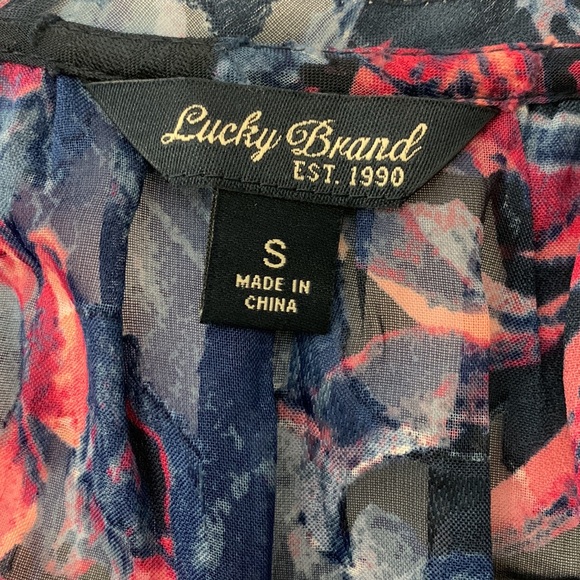 Lucky Brand
EST. 1990
S
MADE IN
CHINA